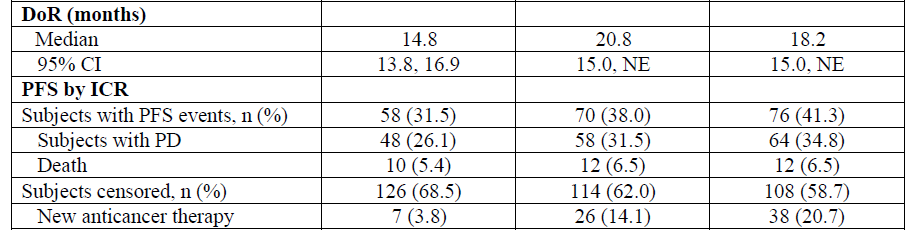 DoR (months)
Median 14.8 20.8 18.2
95% CI 13.8, 16.9 15.0, NE 15.0, NE
PFS by ICR
Subjects with PFS events, n (%) 58 (31.5) 70 (38.0) 76 (41.3)
Subjects with PD 48 (26.1) 58 (31.5) 64 (34.8)
Death 10 (5.4) 12 (6.5) 12 (6.5)
Subjects censored, n (%) 126 (68.5) 114 (62.0) 108 (58.7)
New anticancer therapy 7 (3.8) 26 (14.1) 38 (20.7)